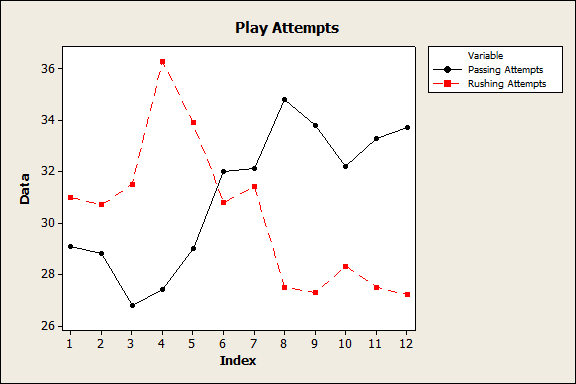 Play Attempts
Variable
Passing Attempts
Rushing Attempts
36
34
32
30
28
26
Data
1 2 3 4 5 6 7 8 9 10 11 12
Index